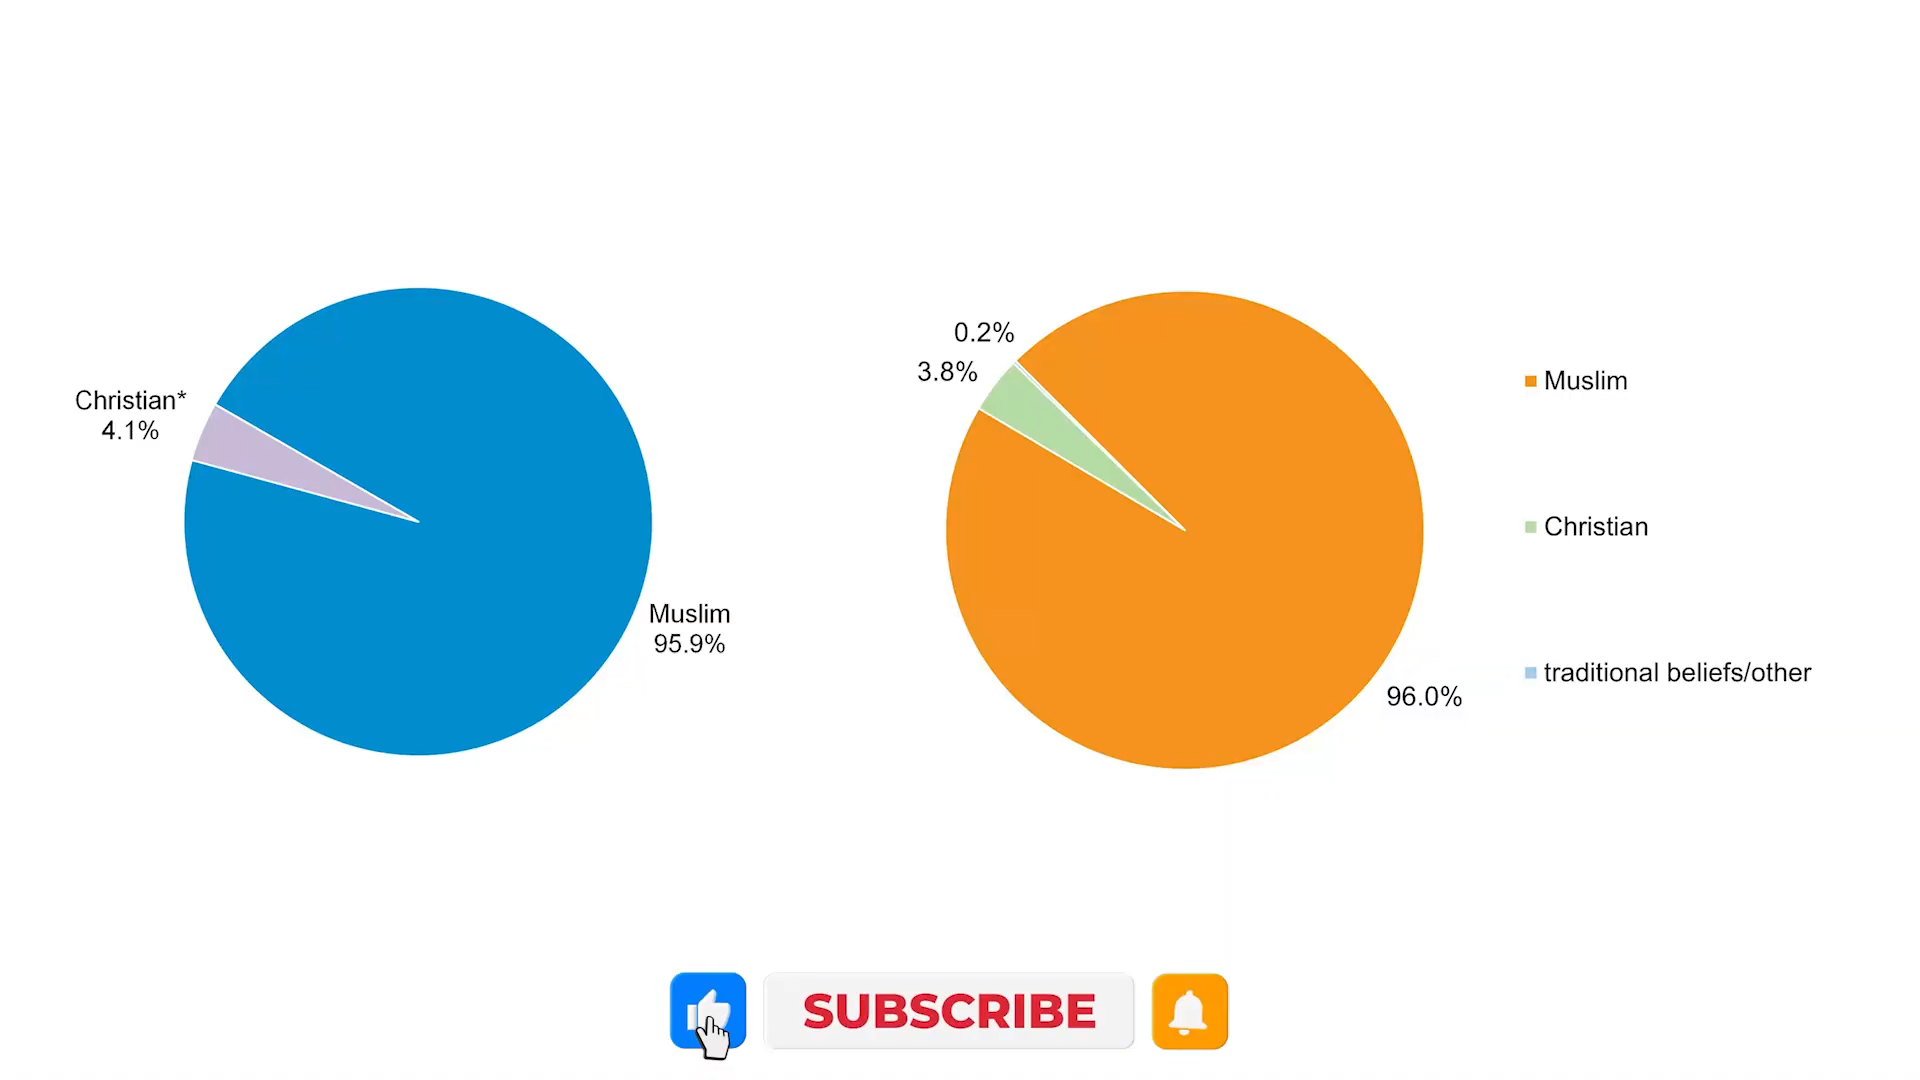 Christian*
4.1%
Muslim
95.9%
0.2%
3.8%
96.0%
Muslim
Christian
traditional beliefs/other
SUBSCRIBE